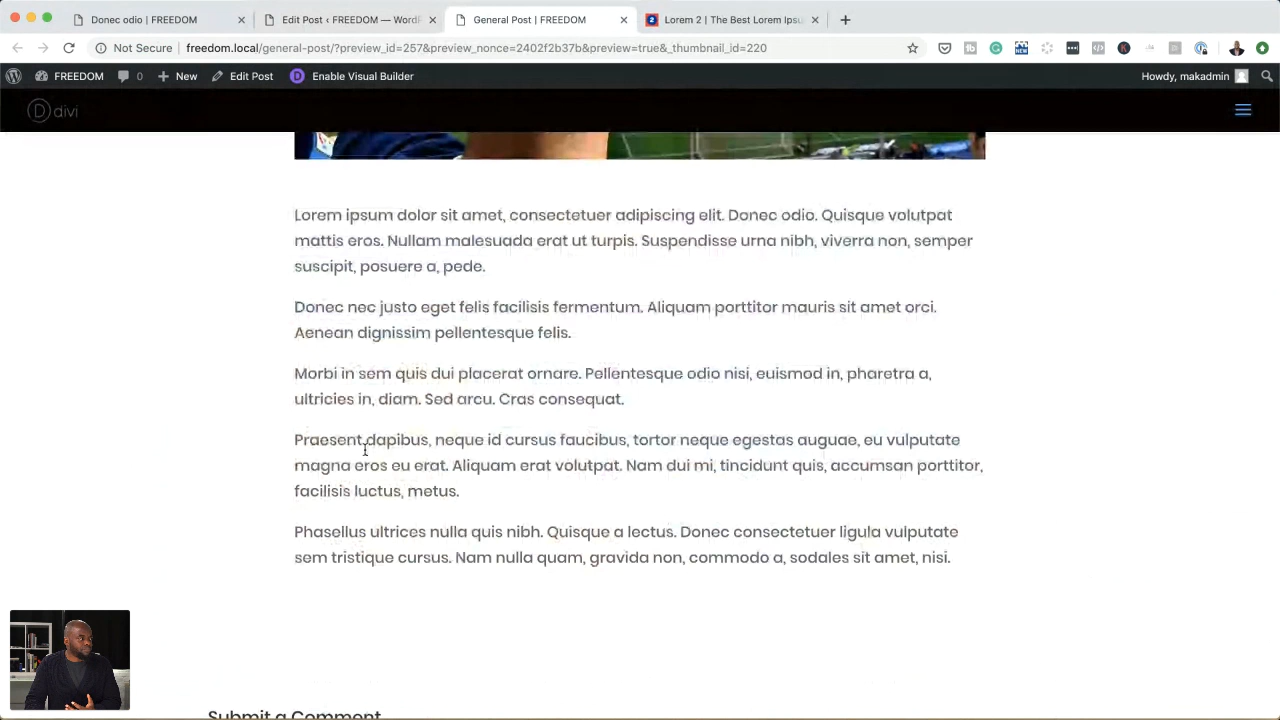 Donec odio | FREEDOM
Edit Post ‹ FREEDOM — WordP
General Post | FREEDOM
Lorem 2 | The Best Lorem Ipsu
Not Secure
freedom.local/general-post/?preview_id=257&preview_nonce=2402f2b37b&preview=true&_thumbnail_id=220
FREEDOM
0
New
Edit Post
Enable Visual Builder
Howdy, makadmin
divi
Lorem ipsum dolor sit amet, consectetuer adipiscing elit. Donec odio. Quisque volutpat
mattis eros. Nullam malesuada erat ut turpis. Suspendisse urna nibh, viverra non, semper
suscipit, posuere a, pede.
Donec nec justo eget felis facilisis fermentum. Aliquam porttitor mauris sit amet orci.
Aenean dignissim pellentesque felis.
Morbi in sem quis dui placerat ornare. Pellentesque odio nisi, euismod in, pharetra a,
ultricies in, diam. Sed arcu. Cras consequat.
Praesent dapibus, neque id cursus faucibus, tortor neque egestas auguae, eu vulputate
magna eros eu erat. Aliquam erat volutpat. Nam dui mi, tincidunt quis, accumsan porttitor,
facilisis luctus, metus.
Phasellus ultrices nulla quis nibh. Quisque a lectus. Donec consectetuer ligula vulputate
sem tristique cursus. Nam nulla quam, gravida non, commodo a, sodales sit amet, nisi.
Submit a Comment